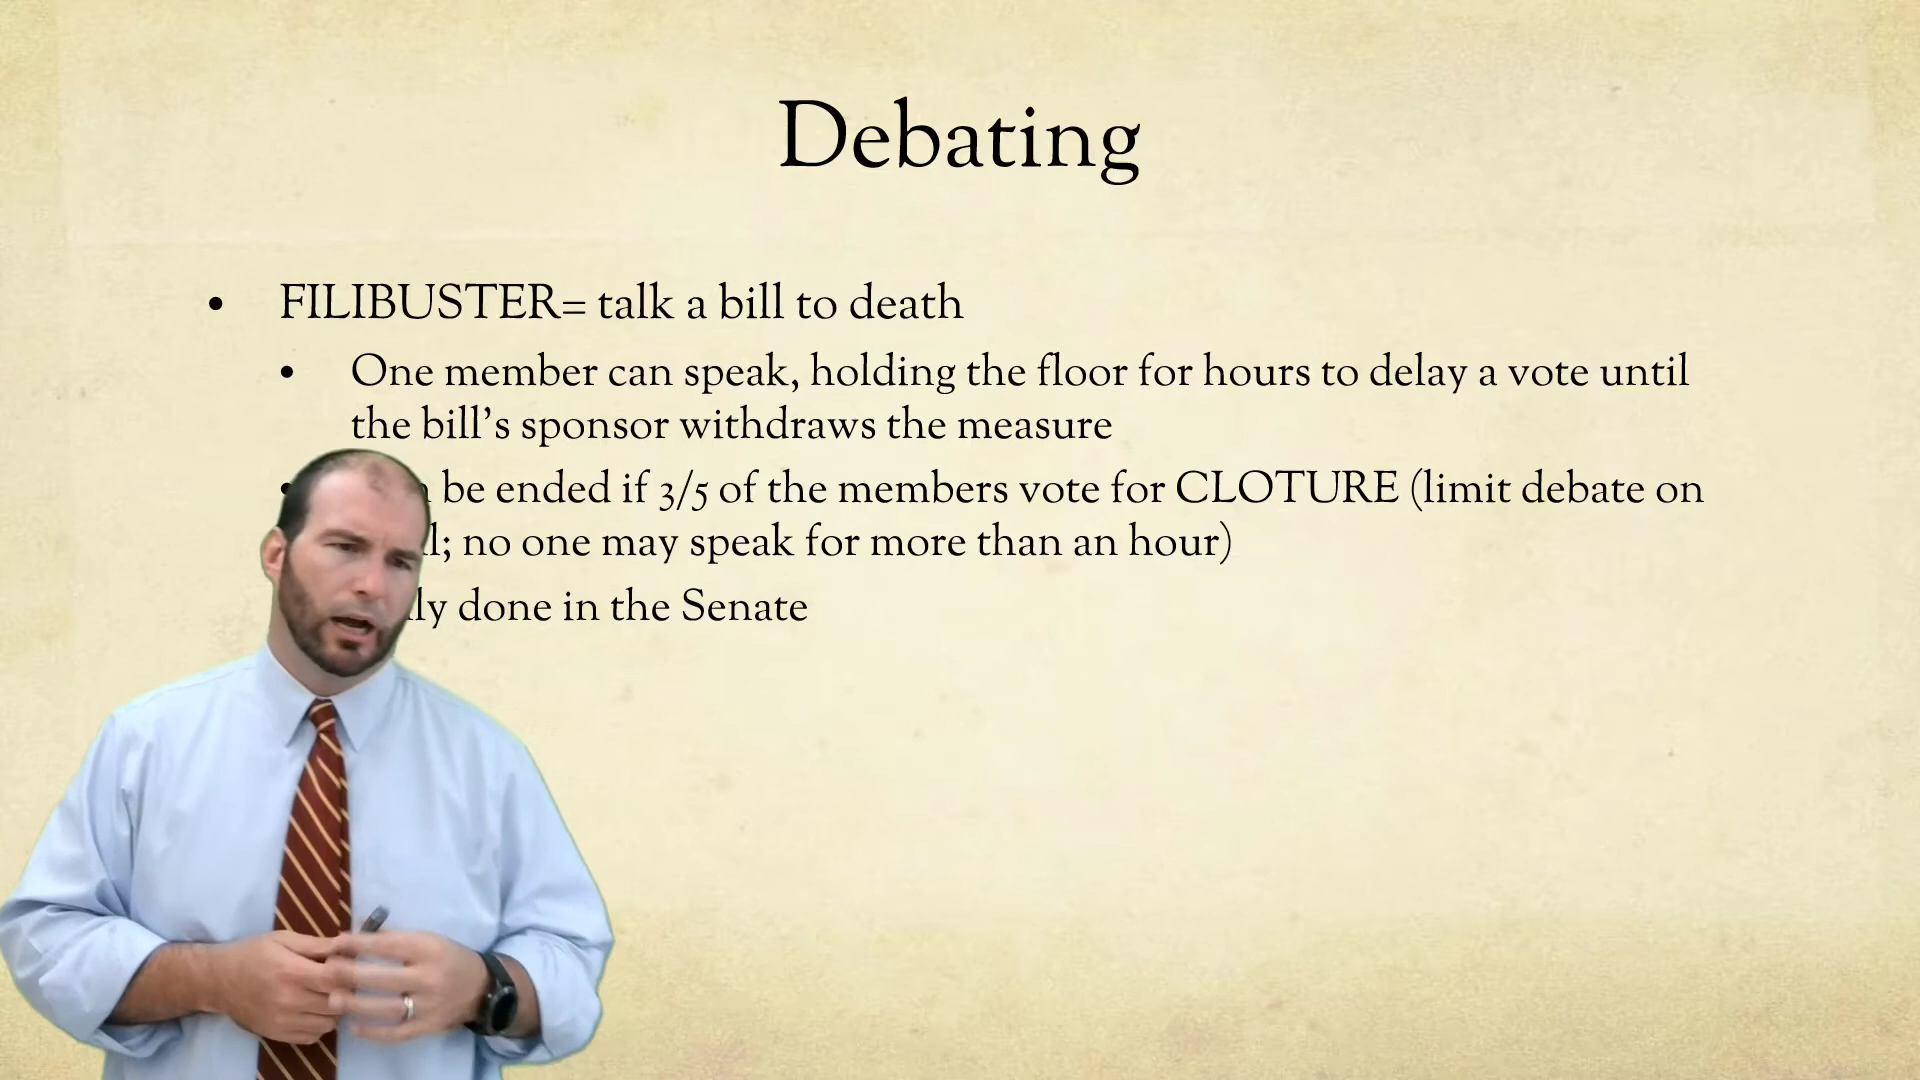 Debating
• FILIBUSTER= talk a bill to death
• One member can speak, holding the floor for hours to delay a vote until
the bill’s sponsor withdraws the measure
• be ended if 3/5 of the members vote for CLOTURE (limit debate on
no one may speak for more than an hour)
done in the Senate